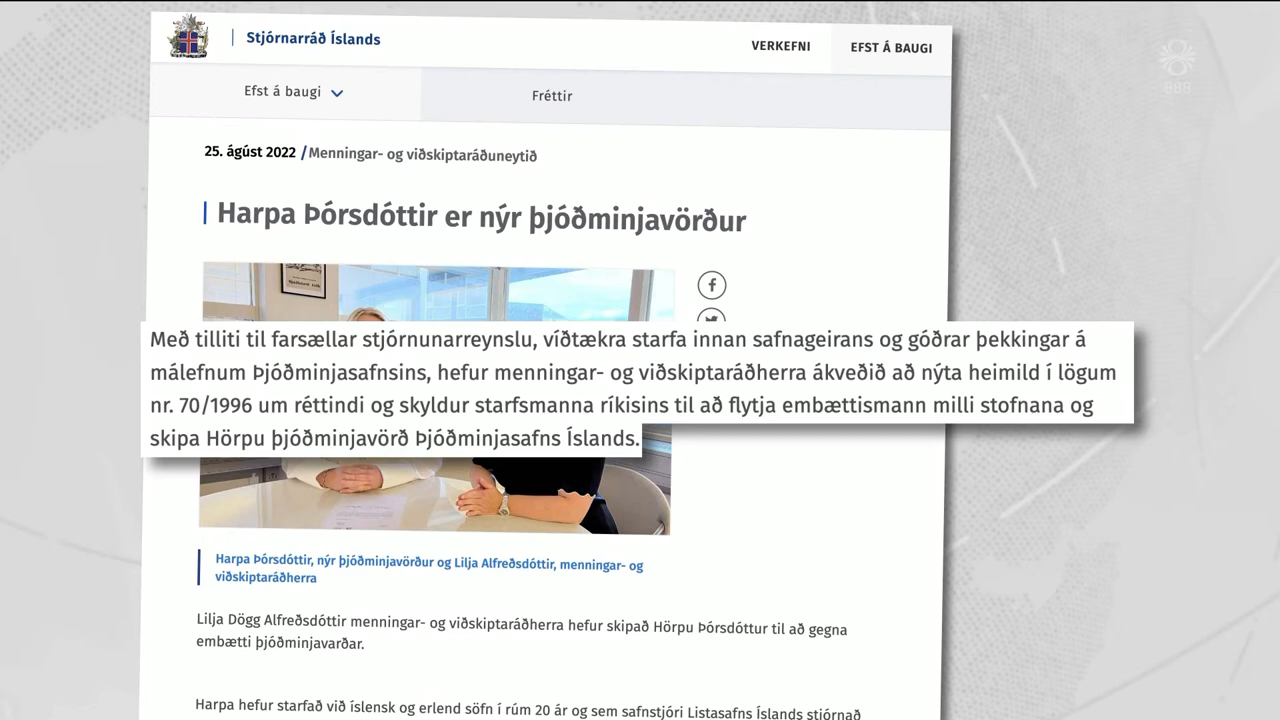 Stjórnarráð Íslands
VERKEFNI
EFST Á BAUGI
Efst á baugi
Fréttir
888
25. ágúst 2022 / Menningar- og viðskiptaráðuneytið
Harpa Þórsdóttir er nýr þjóðminjavörður
Með tilliti til farsællar stjórnunarreynslu, víðtækra starfa innan safnageirans og góðrar þekkingar á
málefnum Þjóðminjasafnsins, hefur menningar- og viðskiptaráðherra ákveðið að nýta heimild í lögum
nr. 70/1996 um réttindi og skyldur starfsmanna ríkisins til að flytja embættismann milli stofnana og
skipa Hörpu þjóðminjavörð Þjóðminjasafns Íslands.
Harpa Þórsdóttir, nýr þjóðminjavörður og Lilja Alfreðsdóttir, menningar- og
viðskiptaráðherra
Lilja Dögg Alfreðsdóttir menningar- og viðskiptaráðherra hefur skipað Hörpu Þórsdóttur til að gegna
embætti þjóðminjavarðar.
Harpa hefur starfað við íslensk og erlend söfn í rúm 20 ár og sem safnstjóri Listasafns Íslands stjórnað